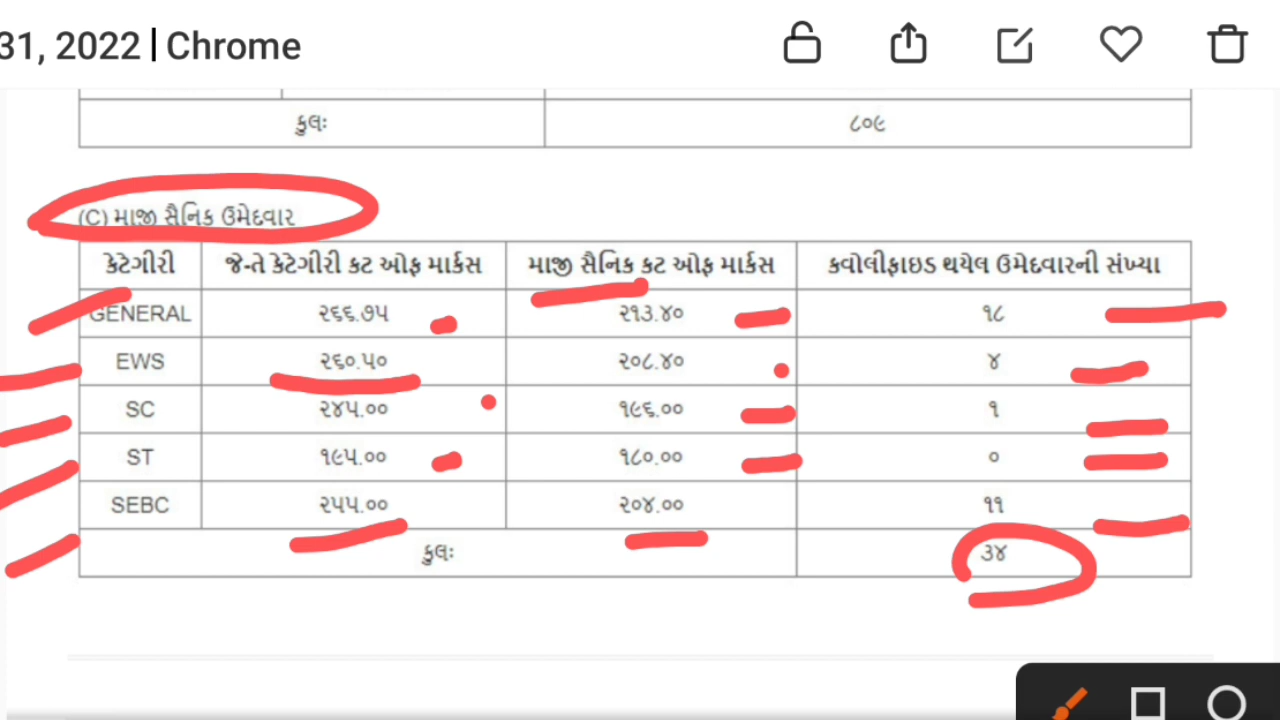 31, 2022 | Chrome
કુલઃ ૮૦૯
(C) માજી સૈનિક ઉમેદવાર
કેટેગીરી જે-તે કેટેગીરી કટ ઓફ માર્કસ માજી સૈનિક કટ ઓફ માર્કસ ક્વોલીફાઇડ થયેલ ઉમેદવારની સંખ્યા
GENERAL ૨૬૬.૭૫ ૨૧૩.૪૦ ૧૮
EWS ૨૬૦.૫૦ ૨૦૮.૪૦ ૪
SC ૨૪૫.૦૦ ૧૯૬.૦૦ ૧
ST ૧૯૫.૦૦ ૧૮૦.૦૦ ૦
SEBC ૨૫૫.૦૦ ૨૦૪.૦૦ ૧૧
કુલઃ ૩૪